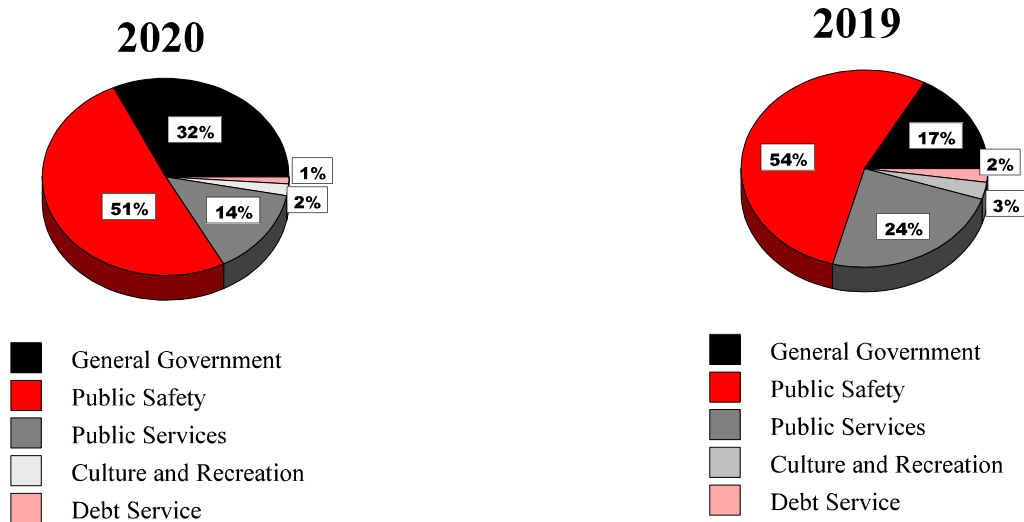 2020
32%
1%
2%
51%
14%
General Government
Public Safety
Public Services
Culture and Recreation
Debt Service
2019
17%
54%
2%
3%
24%
General Government
Public Safety
Public Services
Culture and Recreation
Debt Service